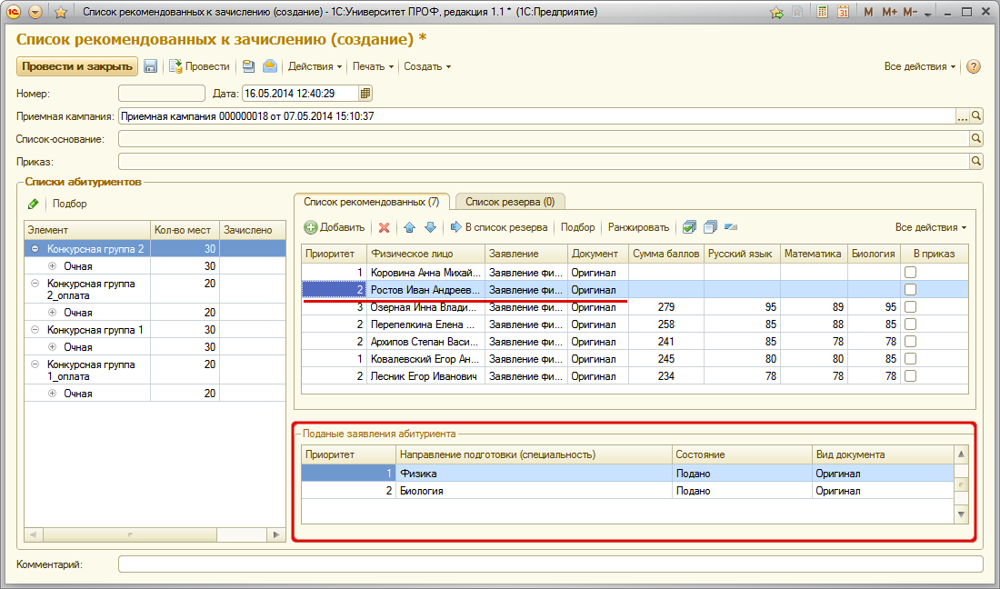 Список рекомендованных к зачислению (создание) - 1С:Университет ПРОФ, редакция 1.1 * (1С:Предприятие)
M M+ M-
Список рекомендованных к зачислению (создание) *
Провести и закрыть Провести Действия Печать Создать Все действия
Номер: Дата: 16.05.2014 12:40:29
Приемная кампания: Приемная кампания 000000018 от 07.05.2014 15:10:37 ...
Список-основание:
Приказ:
Списки абитуриентов
Подбор
Элемент Кол-во мест Зачислено
Конкурсная группа 2 30
Очная 30
Конкурсная группа 20
2_оплата
Очная 20
Конкурсная группа 1 30
Очная 30
Конкурсная группа 20
1_оплата
Очная 20
Список рекомендованных (7) Список резерва (0)
Добавить В список резерва Подбор Ранжировать Все действия
Приоритет Физическое лицо Заявление Документ Сумма баллов Русский язык Математика Биология В приказ
1 Коровина Анна Михай... Заявление фи... Оригинал
2 Ростов Иван Андреев... Заявление фи... Оригинал
3 Озерная Инна Влади... Заявление фи... Оригинал 279 95 89 95
2 Перепелкина Елена ... Заявление фи... Оригинал 258 85 88 85
2 Архипов Степан Васи... Заявление фи... Оригинал 241 85 78 78
1 Ковалевский Егор Ан... Заявление фи... Оригинал 245 80 80 85
2 Лесник Егор Иванович Заявление фи... Оригинал 234 78 78 78
Поданые заявления абитуриента
Приоритет Направление подготовки (специальность) Состояние Вид документа
1 Физика Подано Оригинал
2 Биология Подано Оригинал
Комментарий: